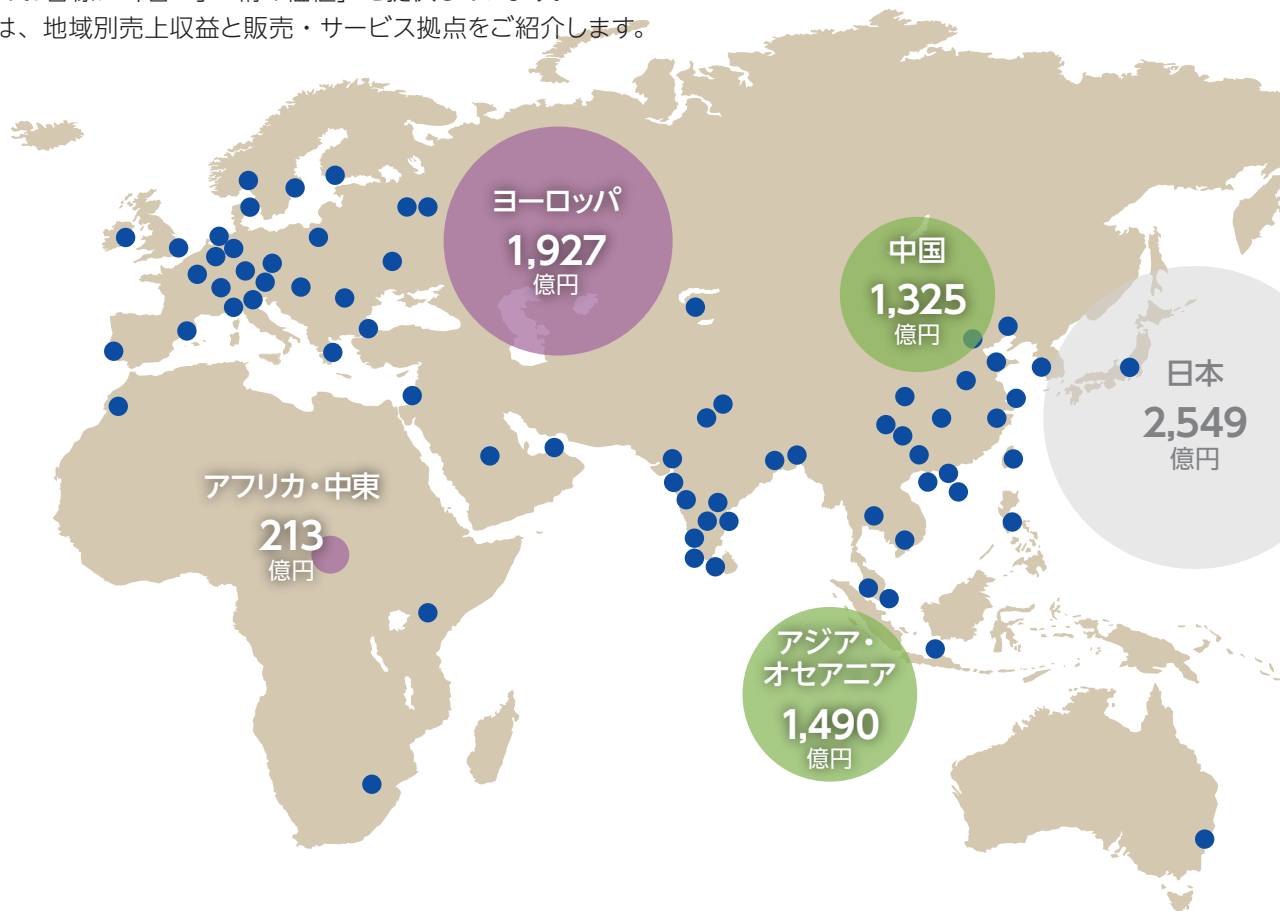 は、地域別売上収益と販売・サービス拠点をご紹介します。
ヨーロッパ
1,927
億円
中国
1,325
億円
日本
2,549
億円
アフリカ・中東
213
億円
アジア・
オセアニア
1,490
億円